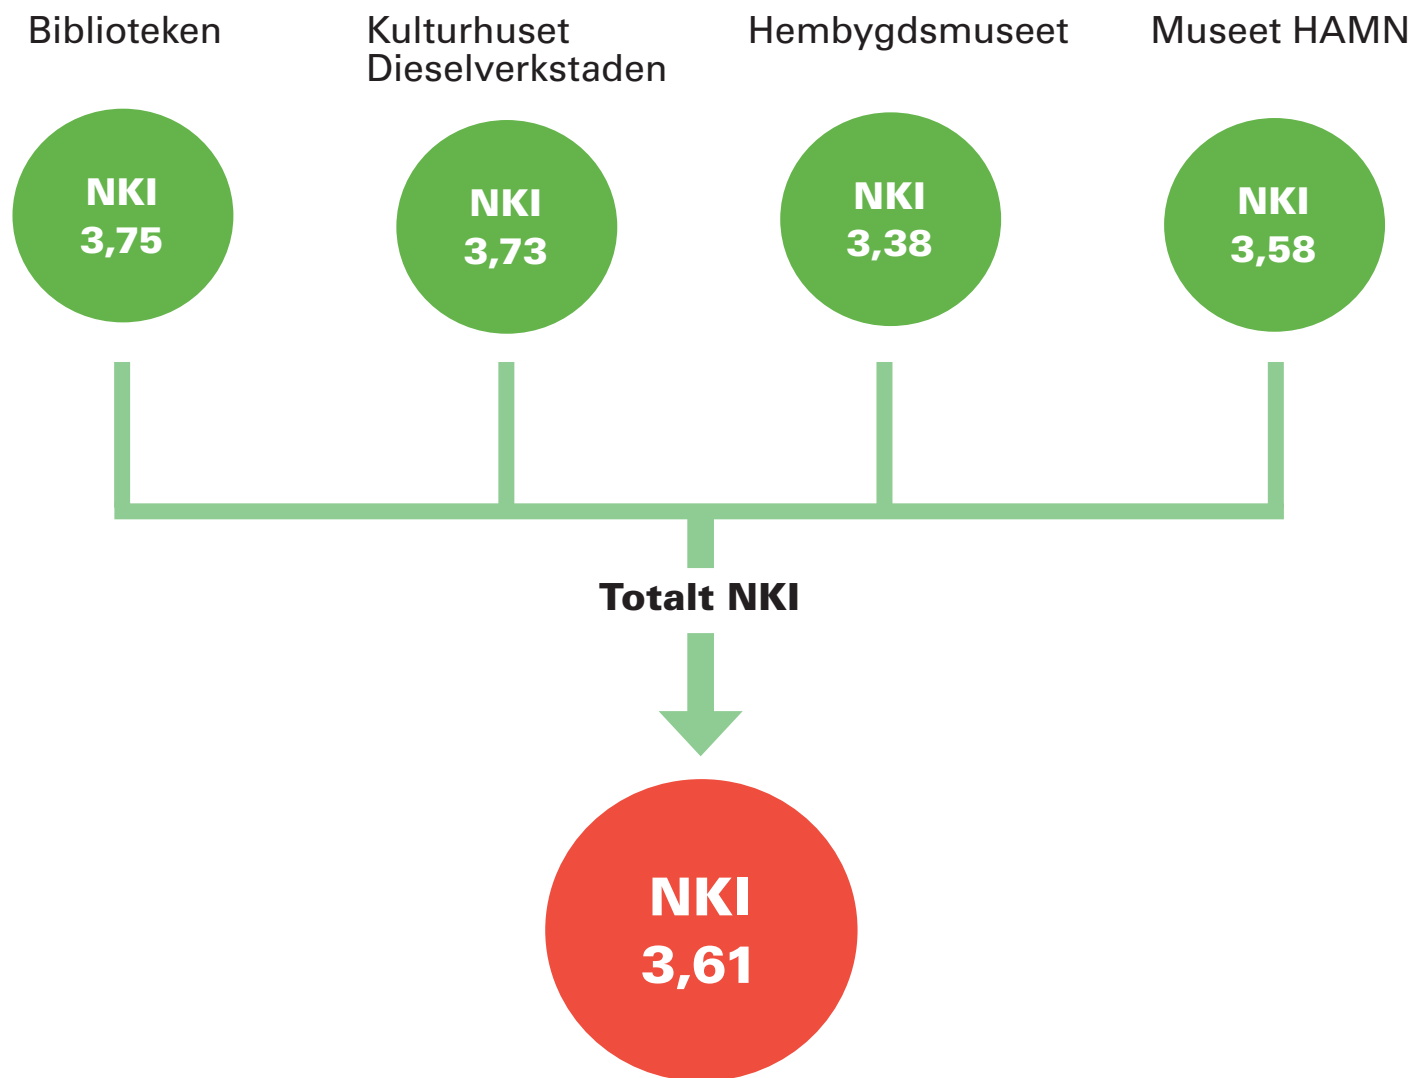 Biblioteken
Kulturhuset
Dieselverkstaden
Hembygdsmuseet
Museet HAMN
NKI
3,75
NKI
3,73
NKI
3,38
NKI
3,58
Totalt NKI
NKI
3,61